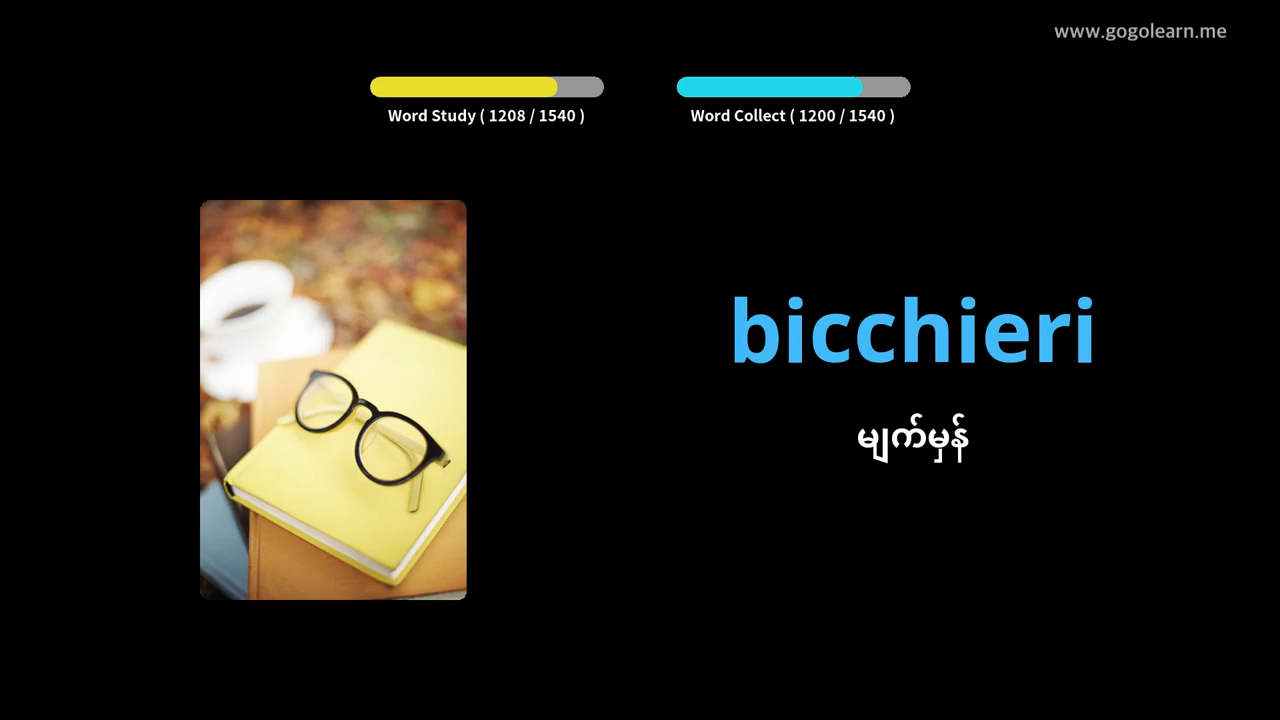 www.gogolearn.me
Word Study ( 1208 / 1540 )
Word Collect ( 1200 / 1540 )
bicchieri
မျက်မှန်